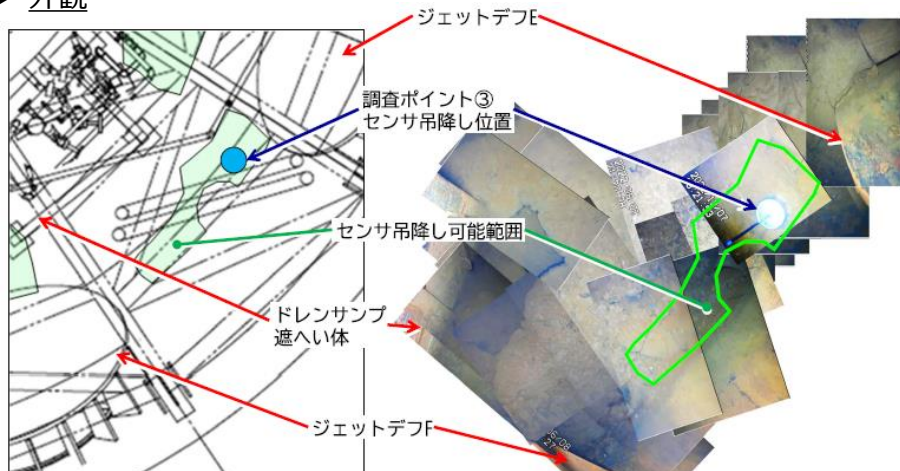 外観
ジェットデフE
調査ポイント③
センサ吊降し位置
センサ吊降し可能範囲
ドレンサンプ
遮へい体
ジェットデフF